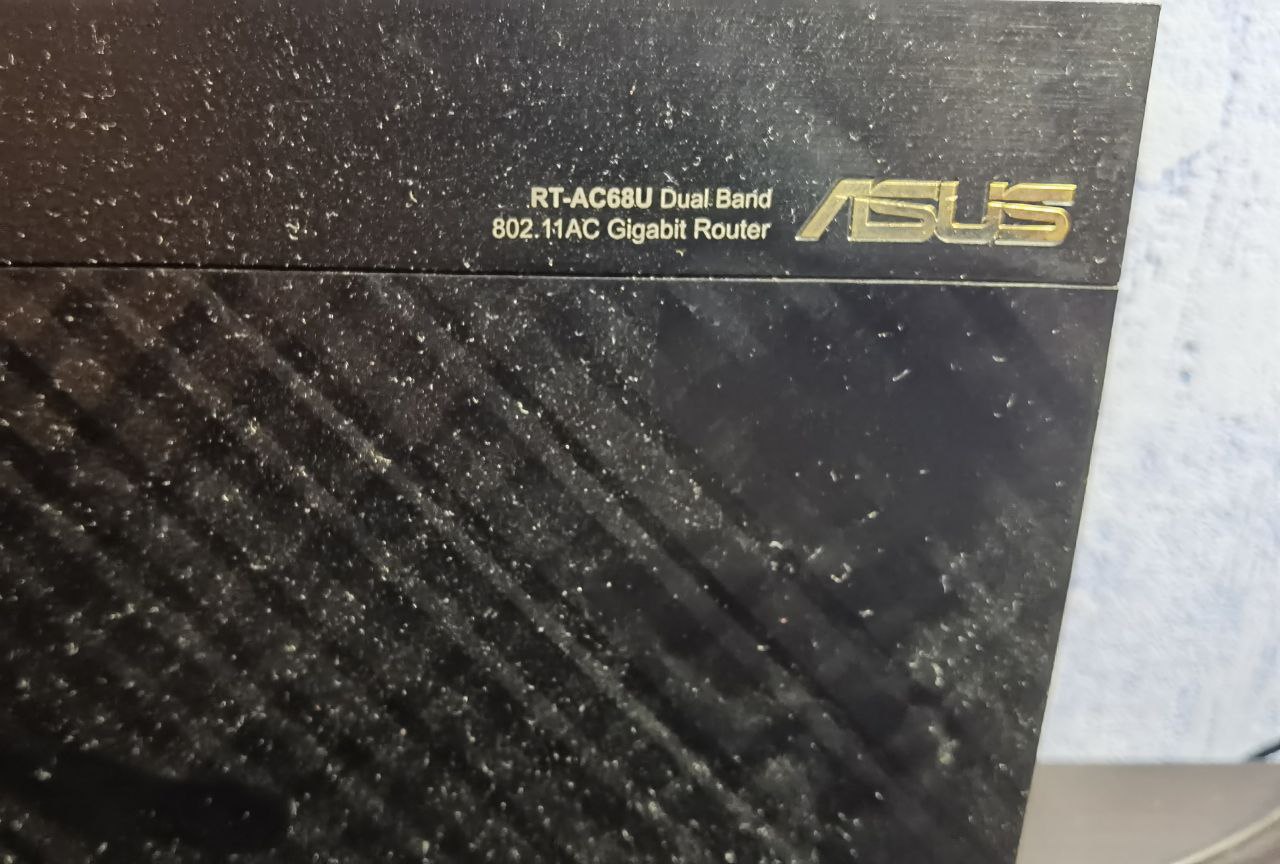 RT-AC68U Dual Band
802.11AC Gigabit Router
ASUS